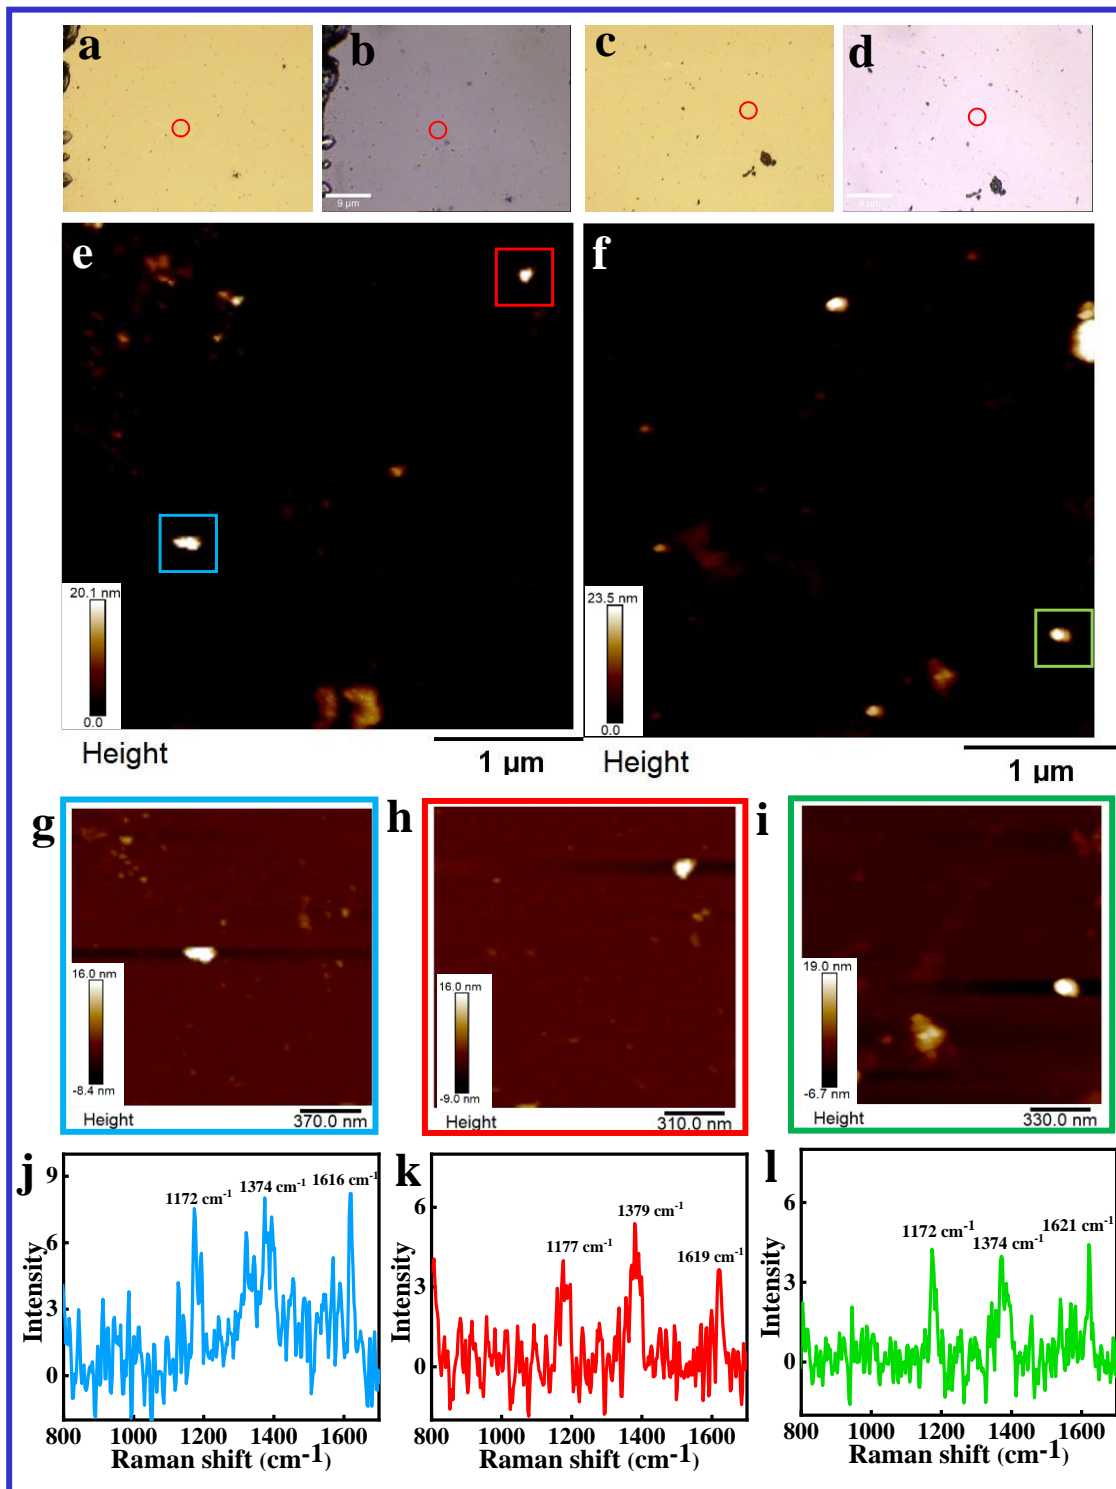 a
b
c
d
9 μm
9 μm
e
f
20.1 nm
0.0
23.5 nm
0.0
Height
1 μm
Height
1 μm
g
h
i
16.0 nm
-8.4 nm
Height
370.0 nm
16.0 nm
-9.0 nm
Height
310.0 nm
19.0 nm
-6.7 nm
Height
330.0 nm
j
k
l
9
6
3
0
Intensity
1172 cm-1
1374 cm-1
1616 cm-1
800
1000
1200
1400
1600
Raman shift (cm-1)
6
3
0
Intensity
1177 cm-1
1379 cm-1
1619 cm-1
800
1000
1200
1400
1600
Raman shift (cm-1)
6
3
0
Intensity
1172 cm-1
1374 cm-1
1621 cm-1
800
1000
1200
1400
1600
Raman shift (cm-1)